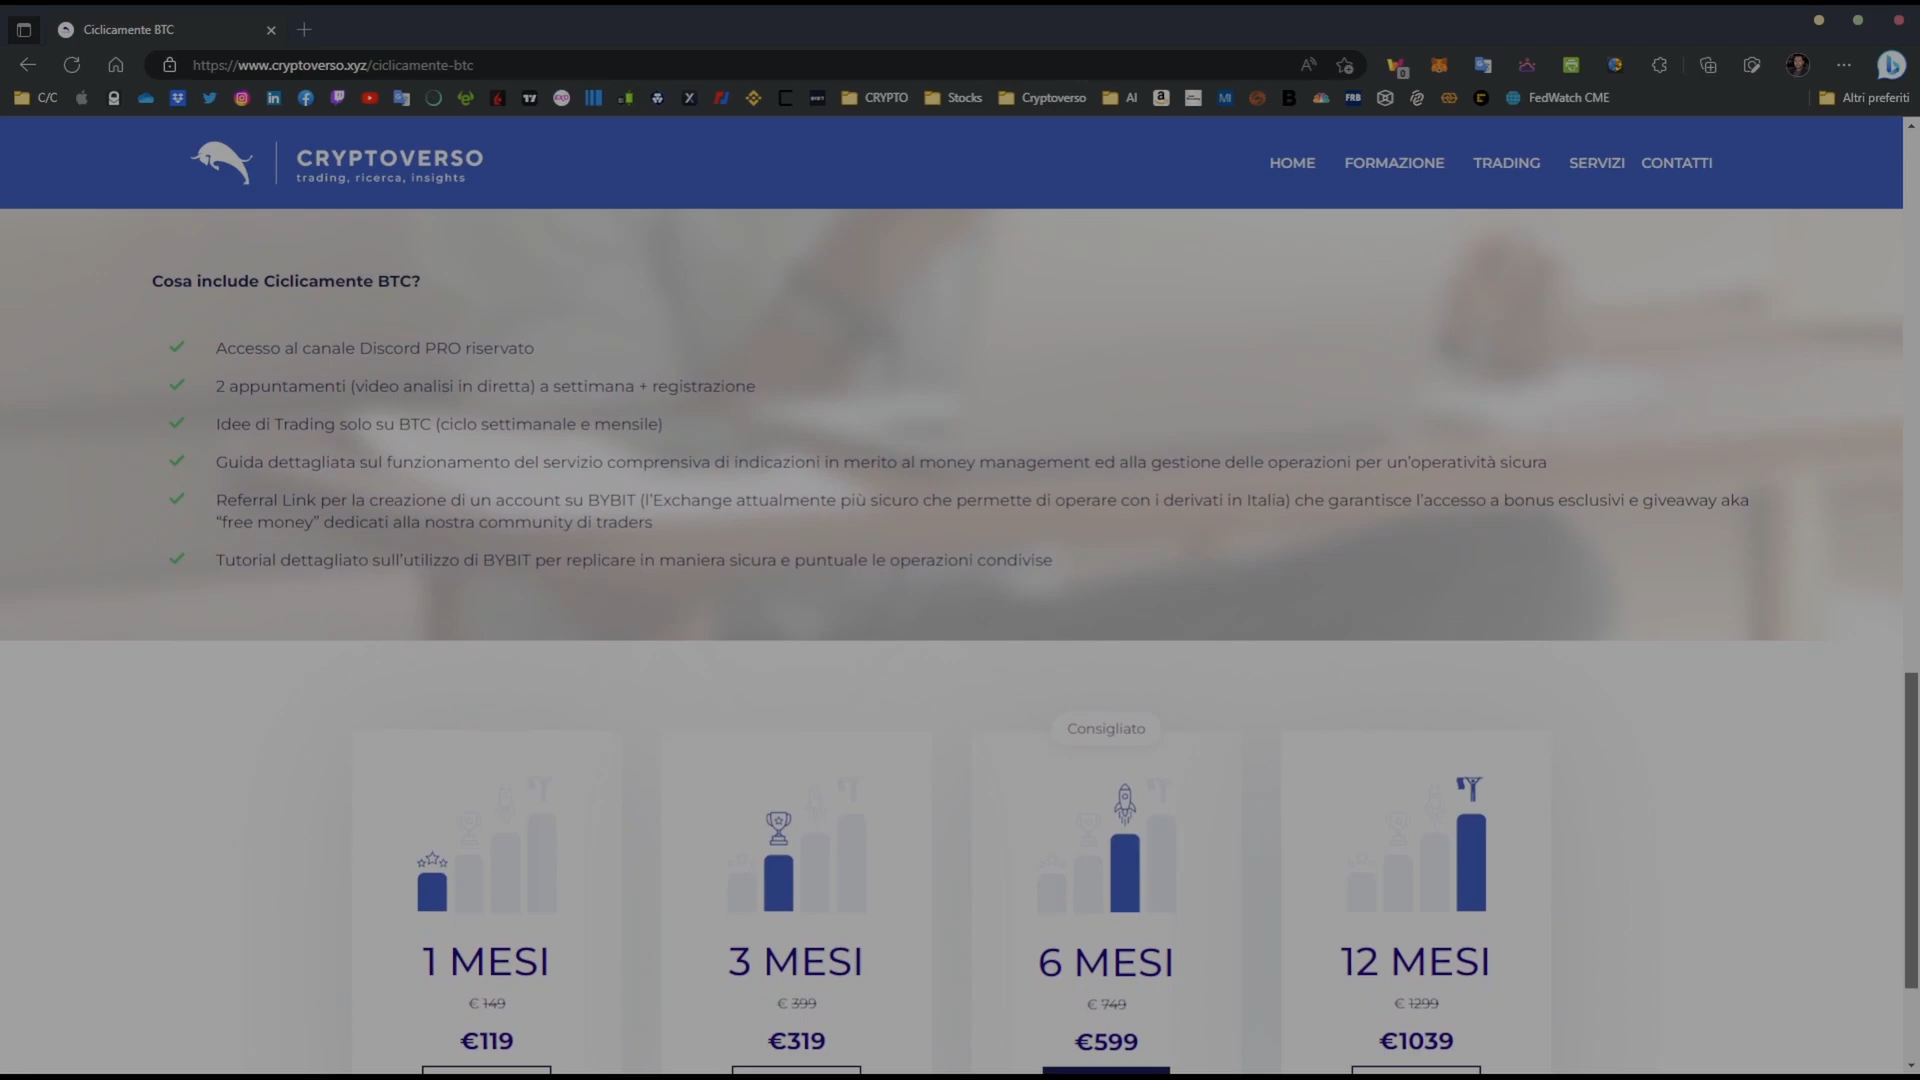 Ciclicamente BTC
https://www.cryptoverso.xyz/ciclicamente-btc
C/C
CRYPTO
Stocks
Cryptoverso
AI
FedWatch CME
Altri preferiti
CRYPTOVERSO
trading, ricerca, insights
HOME
FORMAZIONE
TRADING
SERVIZI
CONTATTI
Cosa include Ciclicamente BTC?
Accesso al canale Discord PRO riservato
2 appuntamenti (video analisi in diretta) a settimana + registrazione
Idee di Trading solo su BTC (ciclo settimanale e mensile)
Guida dettagliata sul funzionamento del servizio comprensiva di indicazioni in merito al money management ed alla gestione delle operazioni per un’operatività sicura
Referral Link per la creazione di un account su BYBIT (l’Exchange attualmente più sicuro che permette di operare con i derivati in Italia) che garantisce l’accesso a bonus esclusivi e giveaway aka
“free money” dedicati alla nostra community di traders
Tutorial dettagliato sull’utilizzo di BYBIT per replicare in maniera sicura e puntuale le operazioni condivise
Consigliato
1 MESI
€ 149
€119
3 MESI
€ 399
€319
6 MESI
€ 749
€599
12 MESI
€ 1299
€1039